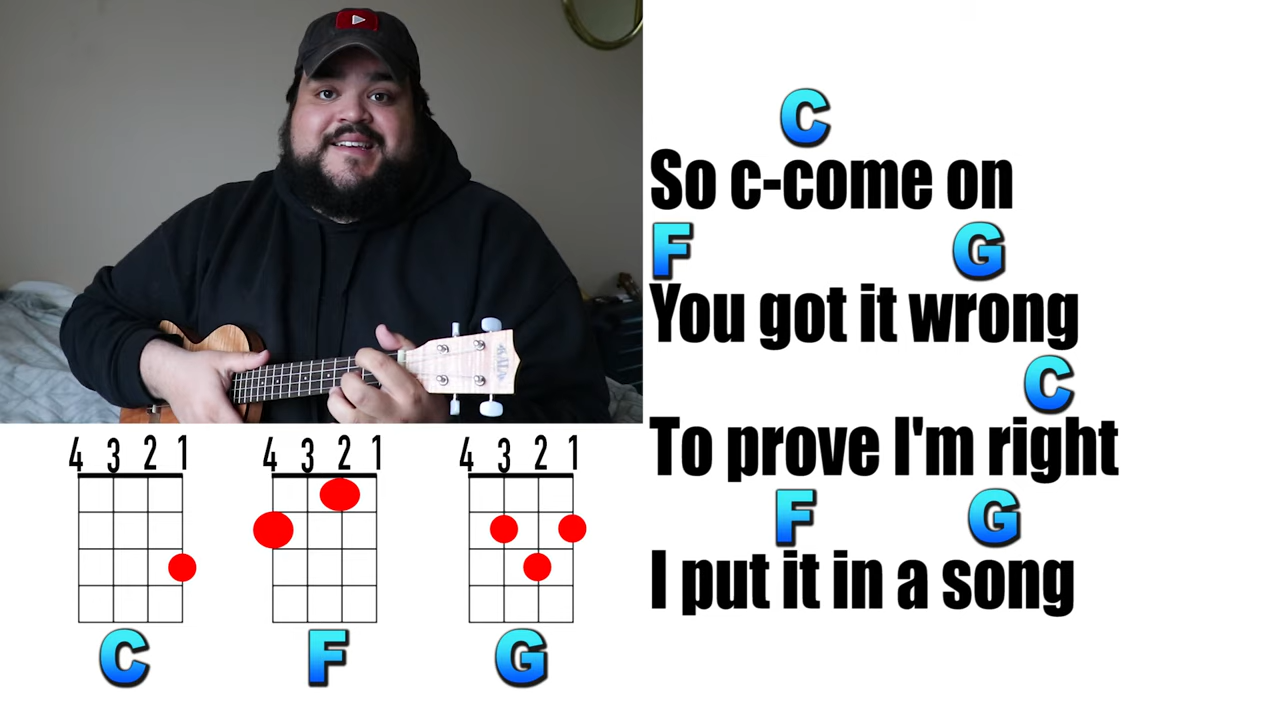 C
So c-come on
F G
You got it wrong
C
To prove I'm right
F G
I put it in a song
KALA
4 3 2 1
4 3 2 1
4 3 2 1
C
F
G